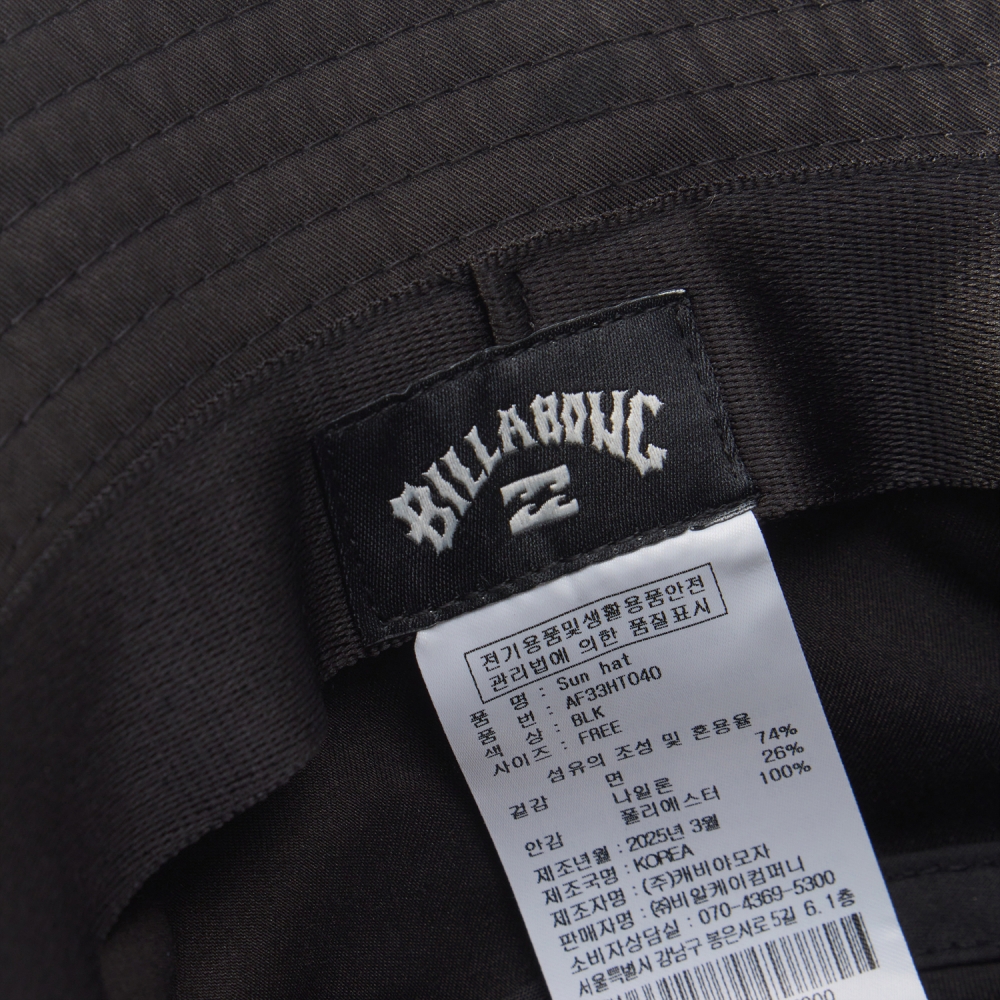 BILLABONG
전기용품및생활용품안전
관리법에 의한 품질표시
품 명 : Sun hat
품 번 : AF33HT040
색 상 : BLK
사이즈 : FREE
섬유의 조성 및 혼용율
겉감 면 74%
나일론 26%
안감 폴리에스터 100%
제조년월 : 2025년 3월
제조국명 : KOREA
제조자명 : (주)캐비야모자
판매자명 : ㈜비알케이컴퍼니
소비자상담실 : 070-4369-5300
서울특별시 강남구 봉은서로5길 6.1층